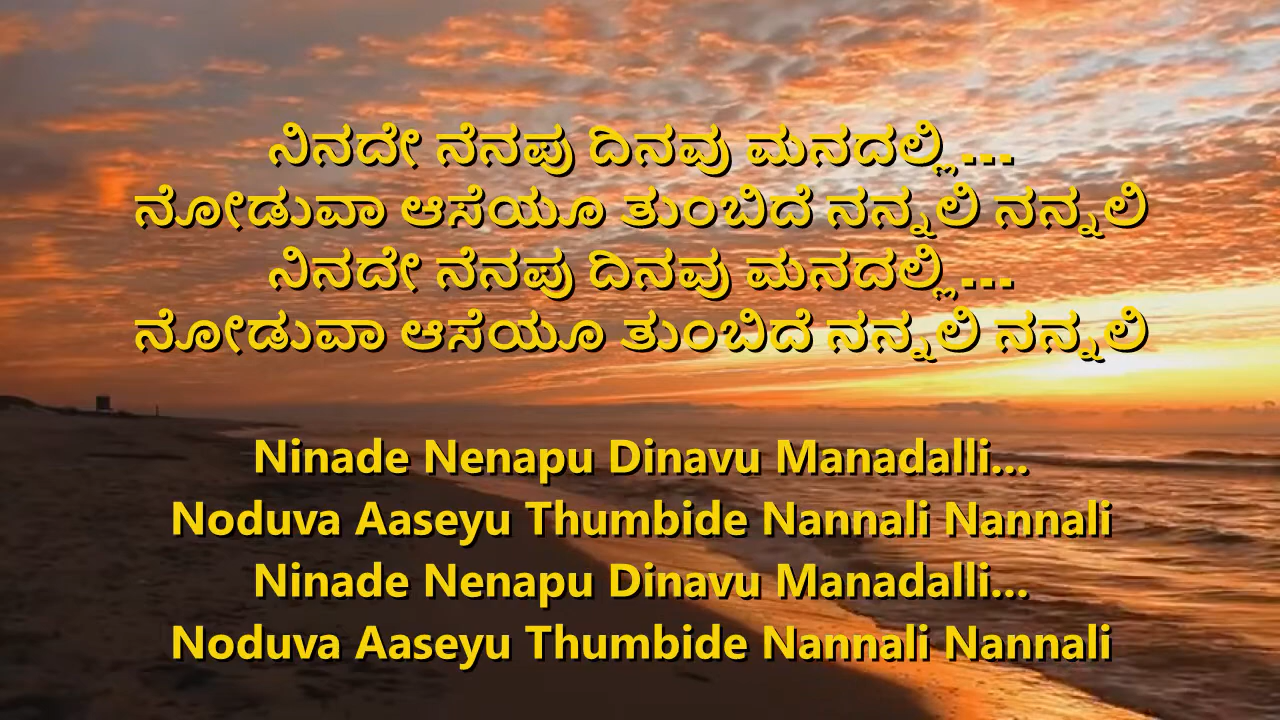 ನಿನದೇ ನೆನಪು ದಿನವು ಮನದಲ್ಲಿ...
ನೋಡುವಾ ಆಸೆಯೂ ತುಂಬಿದೆ ನನ್ನಲಿ ನನ್ನಲಿ
ನಿನದೇ ನೆನಪು ದಿನವು ಮನದಲ್ಲಿ...
ನೋಡುವಾ ಆಸೆಯೂ ತುಂಬಿದೆ ನನ್ನಲಿ ನನ್ನಲಿ
Ninade Nenapu Dinavu Manadalli...
Noduva Aaseyu Thumbide Nannali Nannali
Ninade Nenapu Dinavu Manadalli...
Noduva Aaseyu Thumbide Nannali Nannali